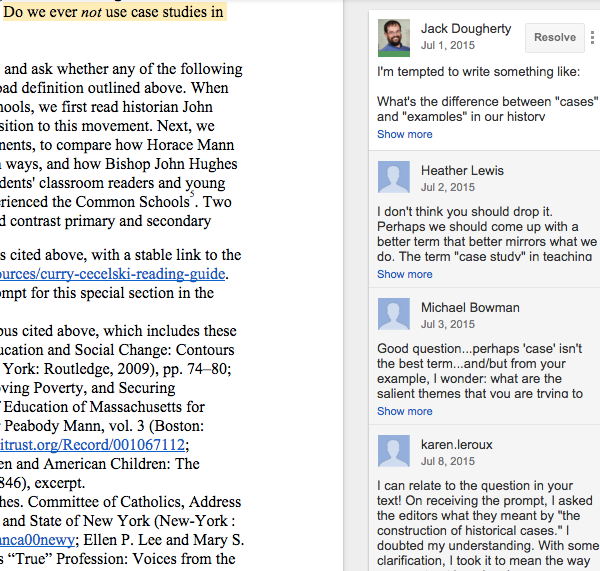 Do we ever not use case studies in
and ask whether any of the following
oad definition outlined above. When
hools, we first read historian John
sition to this movement. Next, we
nents, to compare how Horace Mann
ways, and how Bishop John Hughes
dents' classroom readers and young
erienced the Common Schools5. Two
d contrast primary and secondary
s cited above, with a stable link to the
ources/curry-cecelski-reading-guide.
ompt for this special section in the
bus cited above, which includes these
ucation and Social Change: Contours
York: Routledge, 2009), pp. 74–80;
oving Poverty, and Securing
Education of Massachusetts for
Peabody Mann, vol. 3 (Boston:
itrust.org/Record/001067112;
en and American Children: The
846), excerpt.
hes. Committee of Catholics, Address
and State of New York (New-York :
anca00newy; Ellen P. Lee and Mary S.
s “True” Profession: Voices from the
Jack Dougherty
Jul 1, 2015
Resolve
I'm tempted to write something like:
What's the difference between "cases"
and "examples" in our history
Show more
Heather Lewis
Jul 2, 2015
I don't think you should drop it.
Perhaps we should come up with a
better term that better mirrors what we
do. The term "case study" in teaching
Show more
Michael Bowman
Jul 3, 2015
Good question...perhaps 'case' isn't
the best term...and/but from your
example, I wonder: what are the
salient themes that you are trying to
Show more
karen.leroux
Jul 8, 2015
I can relate to the question in your
text! On receiving the prompt, I asked
the editors what they meant by "the
construction of historical cases." I
doubted my understanding. With some
clarification, I took it to mean the way